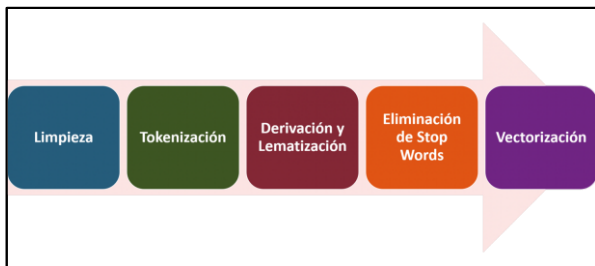 Limpieza
Tokenización
Derivación y
Lematización
Eliminación
de Stop
Words
Vectorización